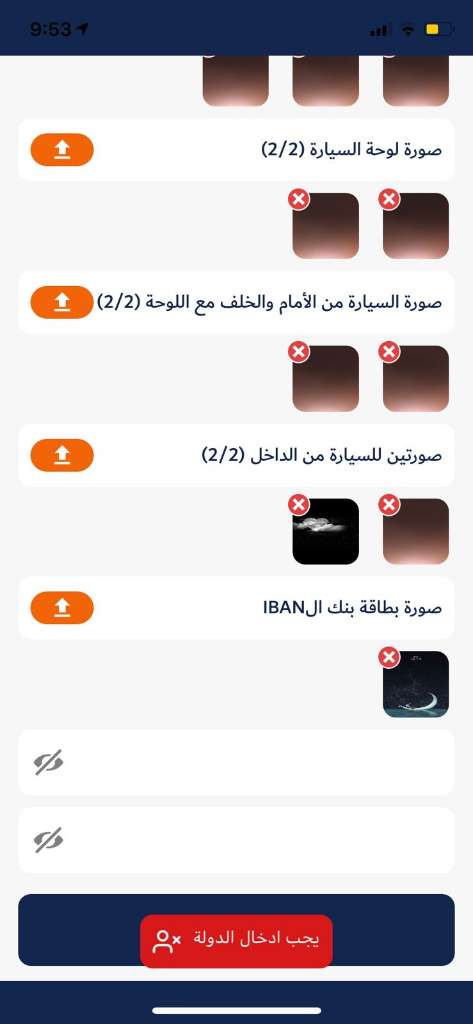 9:53
صورة لوحة السيارة (2/2)
صورة السيارة من الأمام والخلف مع اللوحة (2/2)
صورتين للسيارة من الداخل (2/2)
صورة بطاقة بنك الIBAN
يجب ادخال الدولة